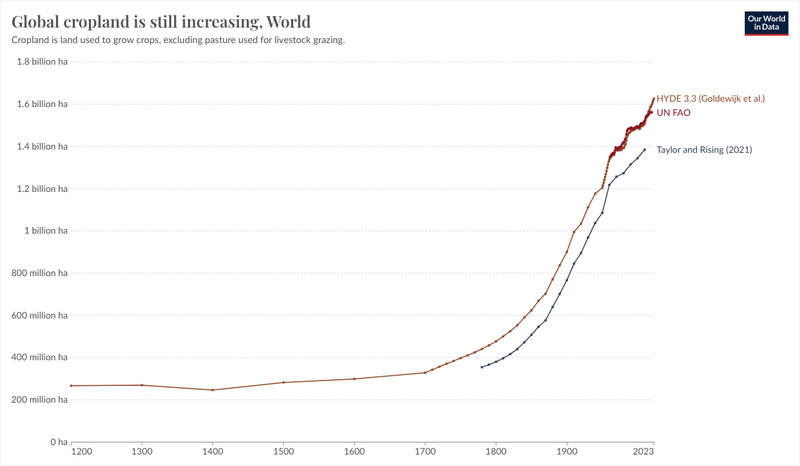 Global cropland is still increasing, World
Our World
in Data
Cropland is land used to grow crops, excluding pasture used for livestock grazing.
1.8 billion ha
1.6 billion ha
HYDE 3.3 (Goldewijk et al.)
UN FAO
1.4 billion ha
Taylor and Rising (2021)
1.2 billion ha
1 billion ha
800 million ha
600 million ha
400 million ha
200 million ha
0 ha
1200 1300 1400 1500 1600 1700 1800 1900 2023